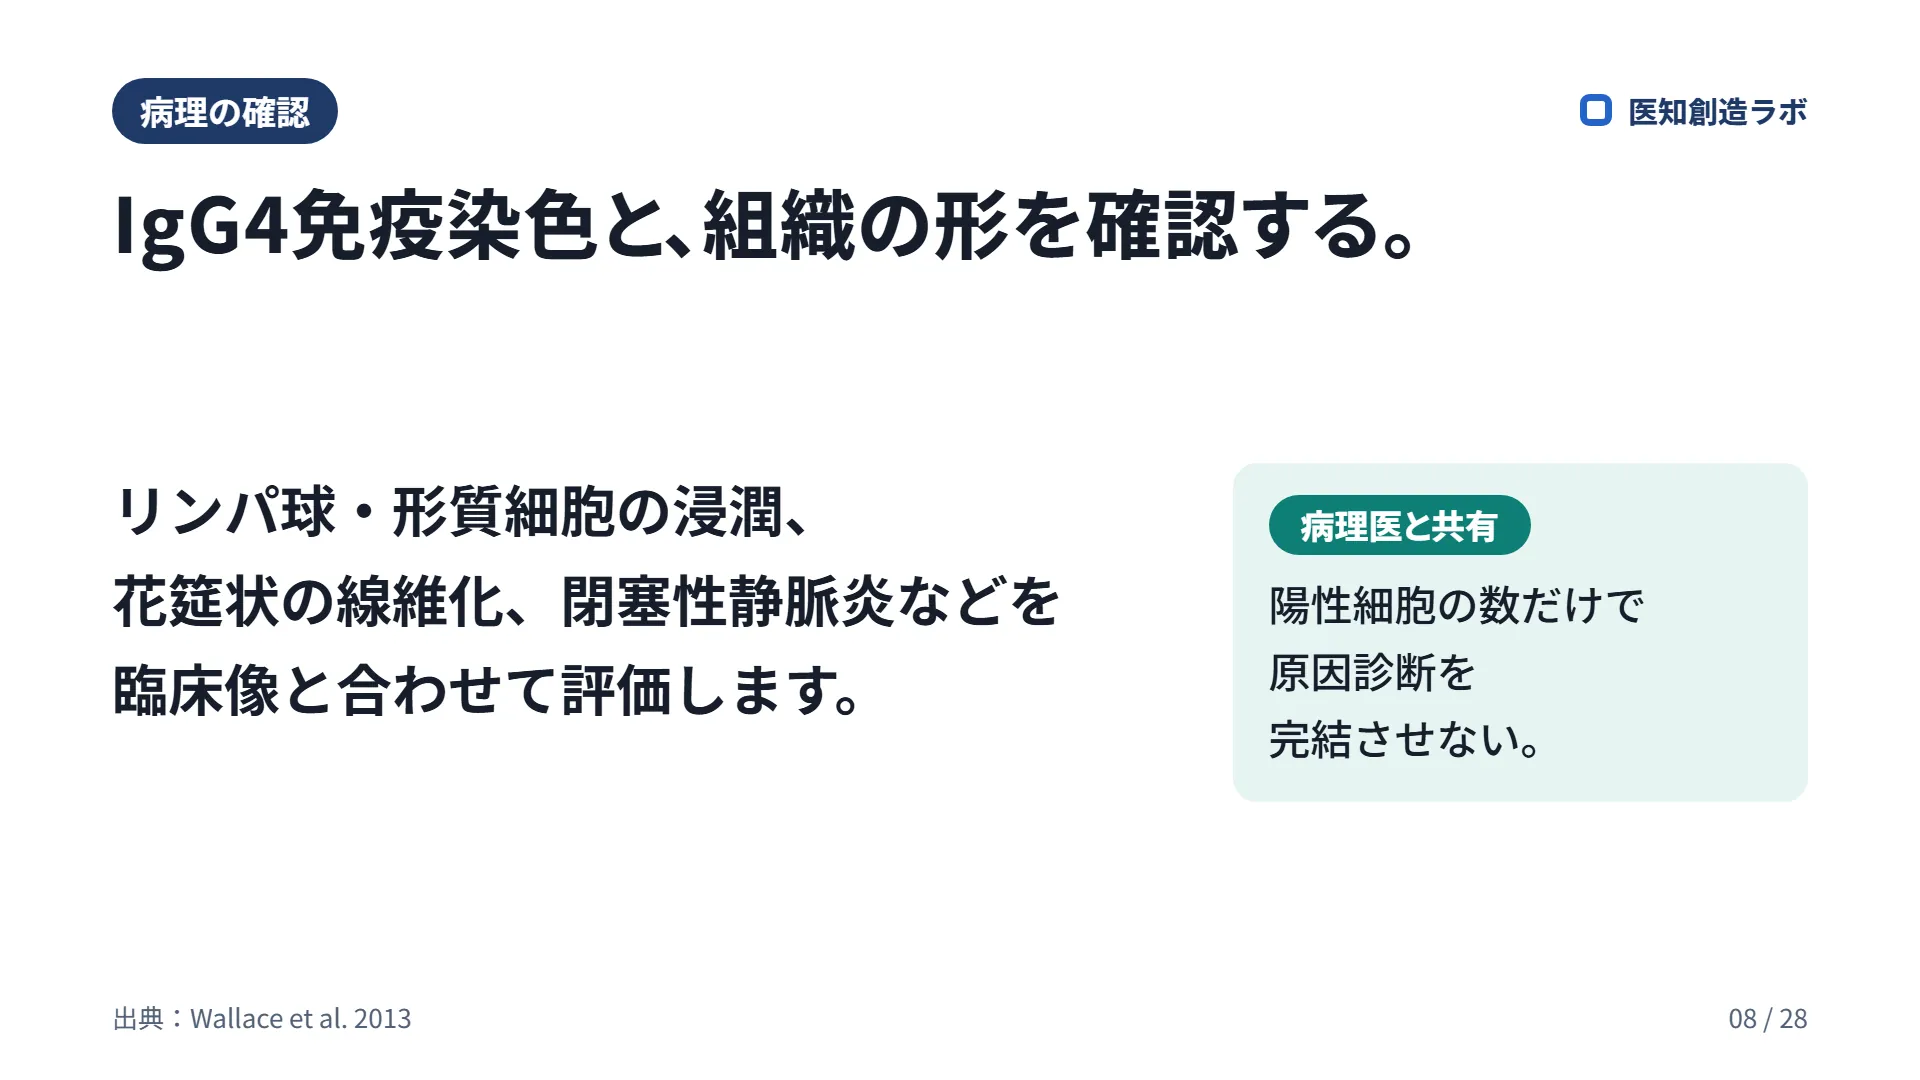 病理の確認
医知創造ラボ
IgG4免疫染色と、組織の形を確認する。
リンパ球・形質細胞の浸潤、
花筵状の線維化、閉塞性静脈炎などを
臨床像と合わせて評価します。
病理医と共有
陽性細胞の数だけで
原因診断を
完結させない。
出典：Wallace et al. 2013
08 / 28